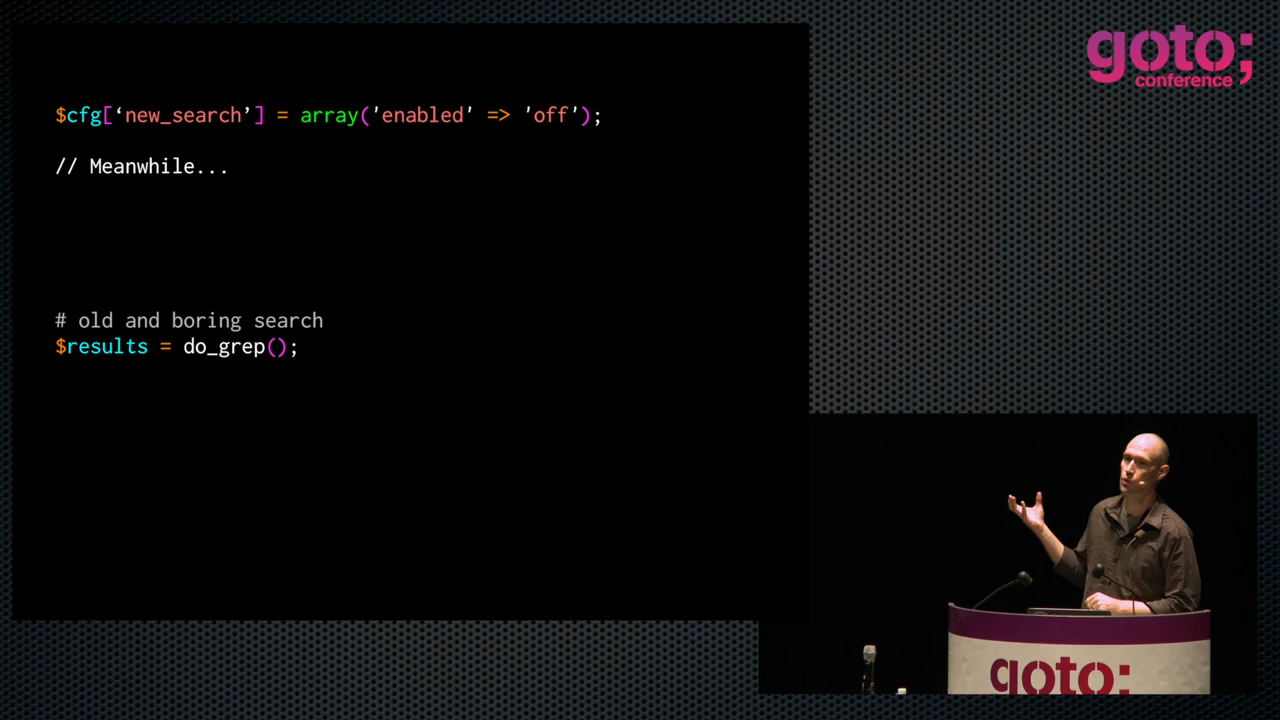 goto;
conference
$cfg[‘new_search’] = array('enabled' => 'off');
// Meanwhile...
# old and boring search
$results = do_grep();
goto;